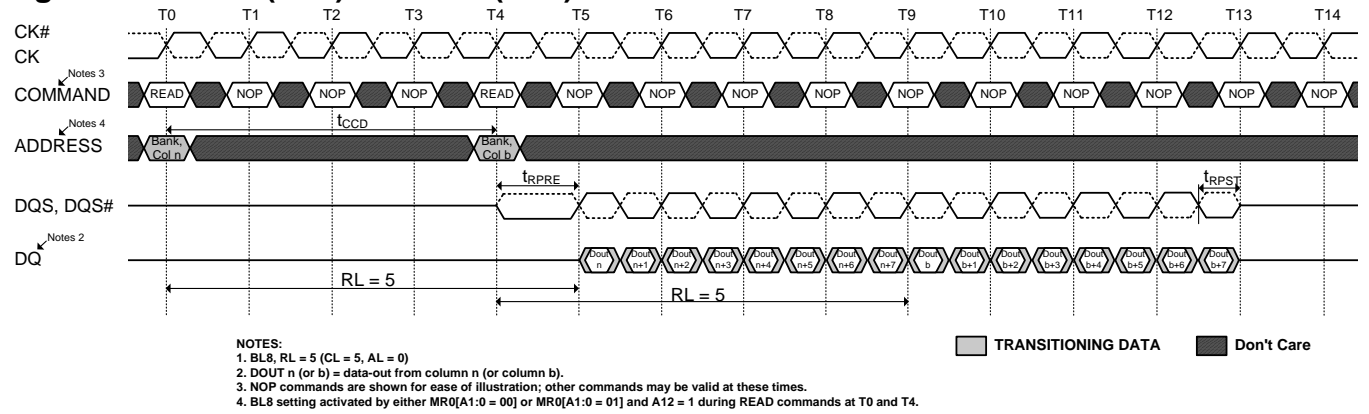 T0 T1 T2 T3 T4 T5 T6 T7 T8 T9 T10 T11 T12 T13 T14
CK#
CK
Notes 3
COMMAND READ NOP NOP NOP READ NOP NOP NOP NOP NOP NOP NOP NOP NOP NOP
Notes 4
tCCD
ADDRESS Bank, Col n Bank, Col b
tRPRE tRPST
DQS, DQS#
Notes 2
DQ Dout n Dout n+1 Dout n+2 Dout n+3 Dout n+4 Dout n+5 Dout n+6 Dout n+7 Dout b Dout b+1 Dout b+2 Dout b+3 Dout b+4 Dout b+5 Dout b+6 Dout b+7
RL = 5 RL = 5
NOTES:
1. BL8, RL = 5 (CL = 5, AL = 0)
2. DOUT n (or b) = data-out from column n (or column b).
3. NOP commands are shown for ease of illustration; other commands may be valid at these times.
4. BL8 setting activated by either MR0[A1:0 = 00] or MR0[A1:0 = 01] and A12 = 1 during READ commands at T0 and T4.
TRANSITIONING DATA Don't Care